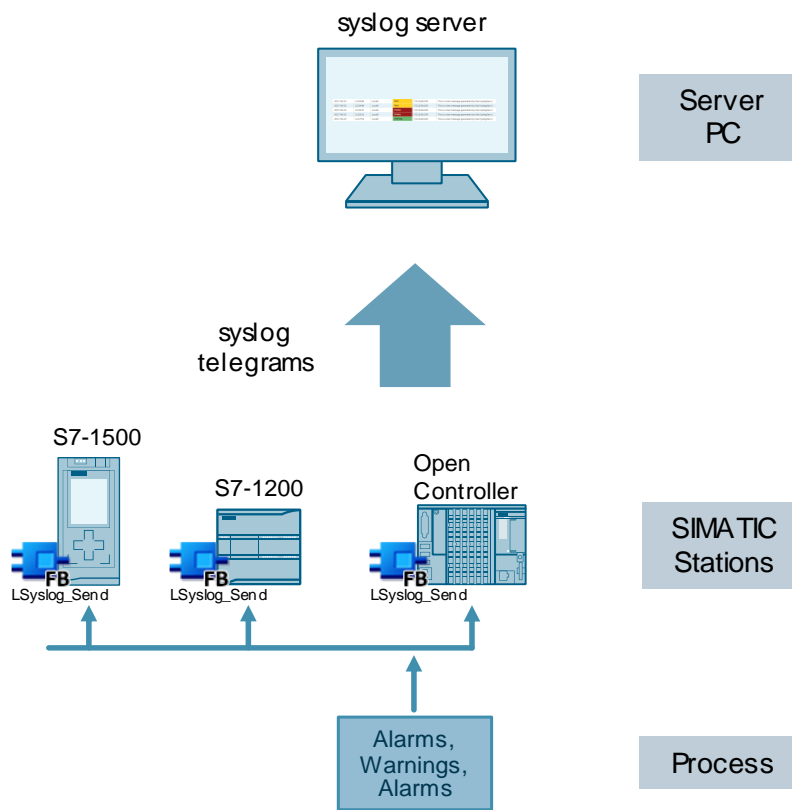 syslog server
Server
PC
syslog
telegrams
S7-1500
S7-1200
Open
Controller
SIMATIC
Stations
FB
LSyslog_Send
FB
LSyslog_Send
FB
LSyslog_Send
Alarms,
Warnings,
Alarms
Process